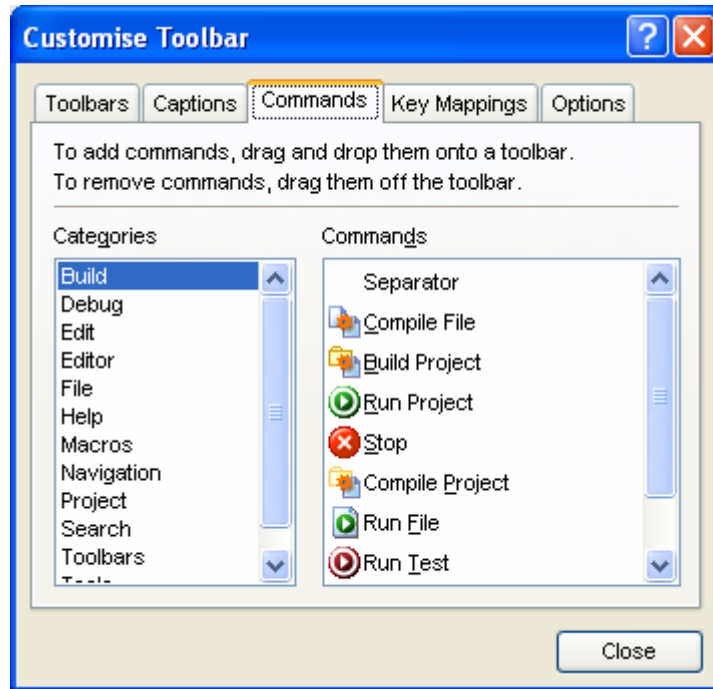 Customise Toolbar
Toolbars Captions Commands Key Mappings Options
To add commands, drag and drop them onto a toolbar.
To remove commands, drag them off the toolbar.
Categories
Build
Debug
Edit
Editor
File
Help
Macros
Navigation
Project
Search
Toolbars
Commands
Separator
Compile File
Build Project
Run Project
Stop
Compile Project
Run File
Run Test
Close